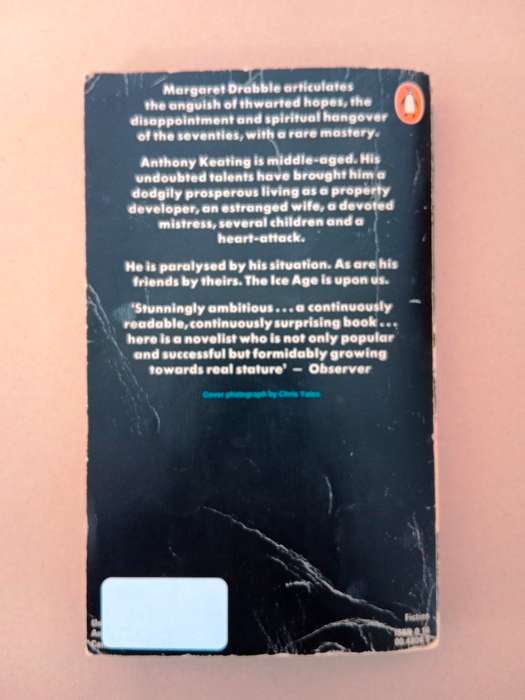 Margaret Drabble articulates
the anguish of thwarted hopes, the
disappointment and spiritual hangover
of the seventies, with a rare mastery.
Anthony Keating is middle-aged. His
undoubted talents have brought him a
dodgily prosperous living as a property
developer, an estranged wife, a devoted
mistress, several children and a
heart-attack.
He is paralysed by his situation. As are his
friends by theirs. The Ice Age is upon us.
'Stunningly ambitious . . . a continuously
readable, continuously surprising book . . .
here is a novelist who is not only popular
and successful but formidably growing
towards real stature' – Observer
Cover photograph by Chris Yates
Fiction
ISBN 0 14